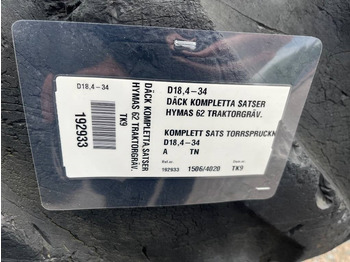 D18,4-34
DÄCK KOMPLETTA SATSER
HYMAS 62 TRAKTORGRÄV.
192933
TK9
D18,4-34
DÄCK KOMPLETTA SATSER
HYMAS 62 TRAKTORGRÄV.
KOMPLETT SATS TORRSPRUCKN
D18,4-34
A TN
192933 1506/4020 TK9